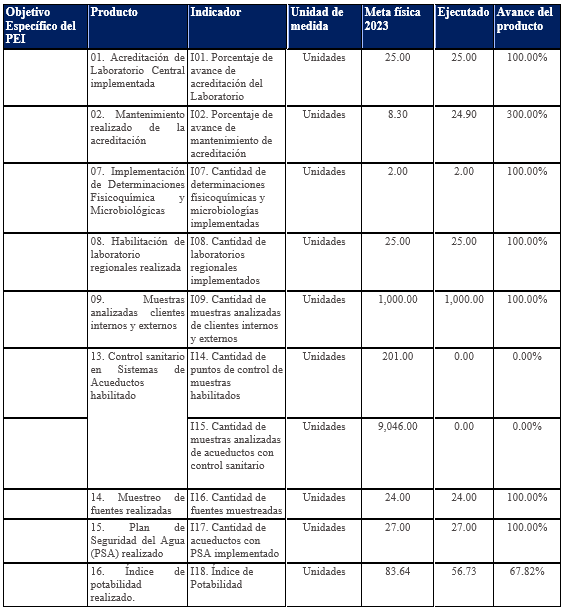 Objetivo Específico del PEI
Producto
Indicador
Unidad de medida
Meta física 2023
Ejecutado
Avance del producto
01. Acreditación de Laboratorio Central implementada
I01. Porcentaje de avance de acreditación del Laboratorio
Unidades
25.00
25.00
100.00%
02. Mantenimiento realizado de la acreditación
I02. Porcentaje de avance de mantenimiento de acreditación
Unidades
8.30
24.90
300.00%
07. Implementación de Determinaciones Fisicoquímica y Microbiológicas
I07. Cantidad de determinaciones fisicoquímicas y microbiologías implementadas
Unidades
2.00
2.00
100.00%
08. Habilitación de laboratorio regionales realizada
I08. Cantidad de laboratorios regionales implementados
Unidades
25.00
25.00
100.00%
09. Muestras analizadas clientes internos y externos
I09. Cantidad de muestras analizadas de clientes internos y externos
Unidades
1,000.00
1,000.00
100.00%
13. Control sanitario en Sistemas de Acueductos habilitado
I14. Cantidad de puntos de control de muestras habilitados
Unidades
201.00
0.00
0.00%
I15. Cantidad de muestras analizadas de acueductos con control sanitario
Unidades
9,046.00
0.00
0.00%
14. Muestreo de fuentes realizadas
I16. Cantidad de fuentes muestreadas
Unidades
24.00
24.00
100.00%
15. Plan de Seguridad del Agua (PSA) realizado
I17. Cantidad de acueductos con PSA implementado
Unidades
27.00
27.00
100.00%
16. Índice de potabilidad realizado.
I18. Índice de Potabilidad
Unidades
83.64
56.73
67.82%